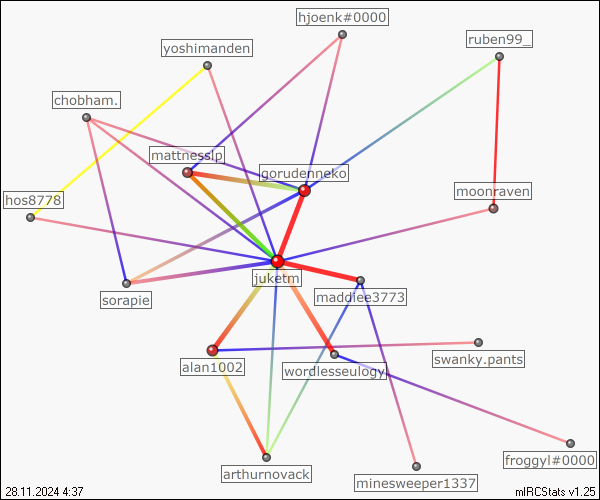 hjoenk#0000
ruben99_
yoshimanden
chobham.
mattnesslp
gorudenneko
moonraven
hos8778
juketm
sorapie
maddiee3773
swanky.pants
alan1002
wordlesseulogy
froggyl#0000
arthurnovack
minesweeper1337
28.11.2024 4:37
mIRCStats v1.25